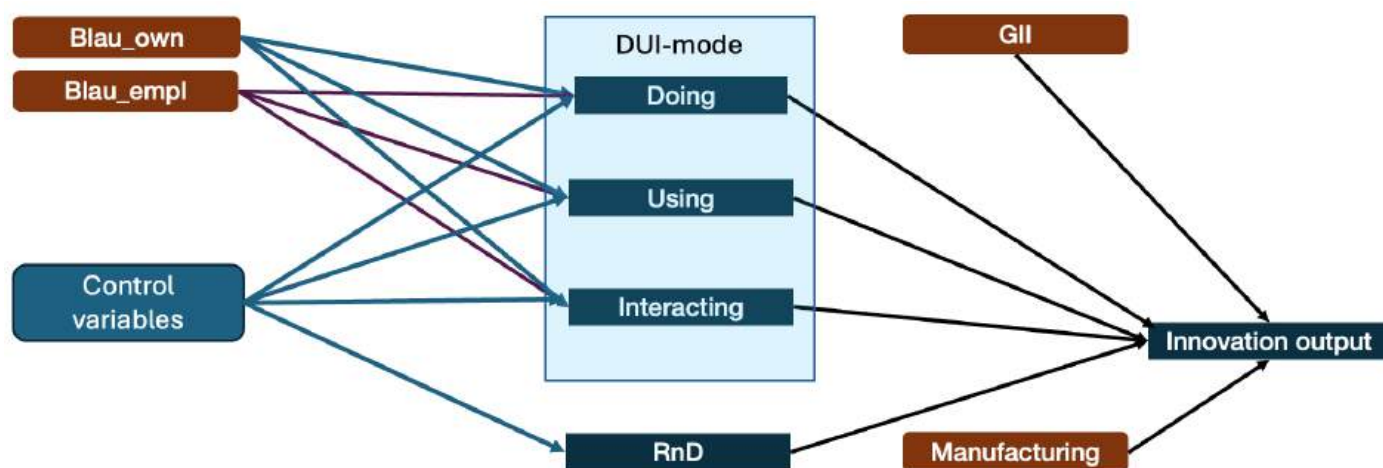 Blau_own
Blau_empl
Control
variables
DUI-mode
Doing
Using
Interacting
RnD
GII
Manufacturing
Innovation output